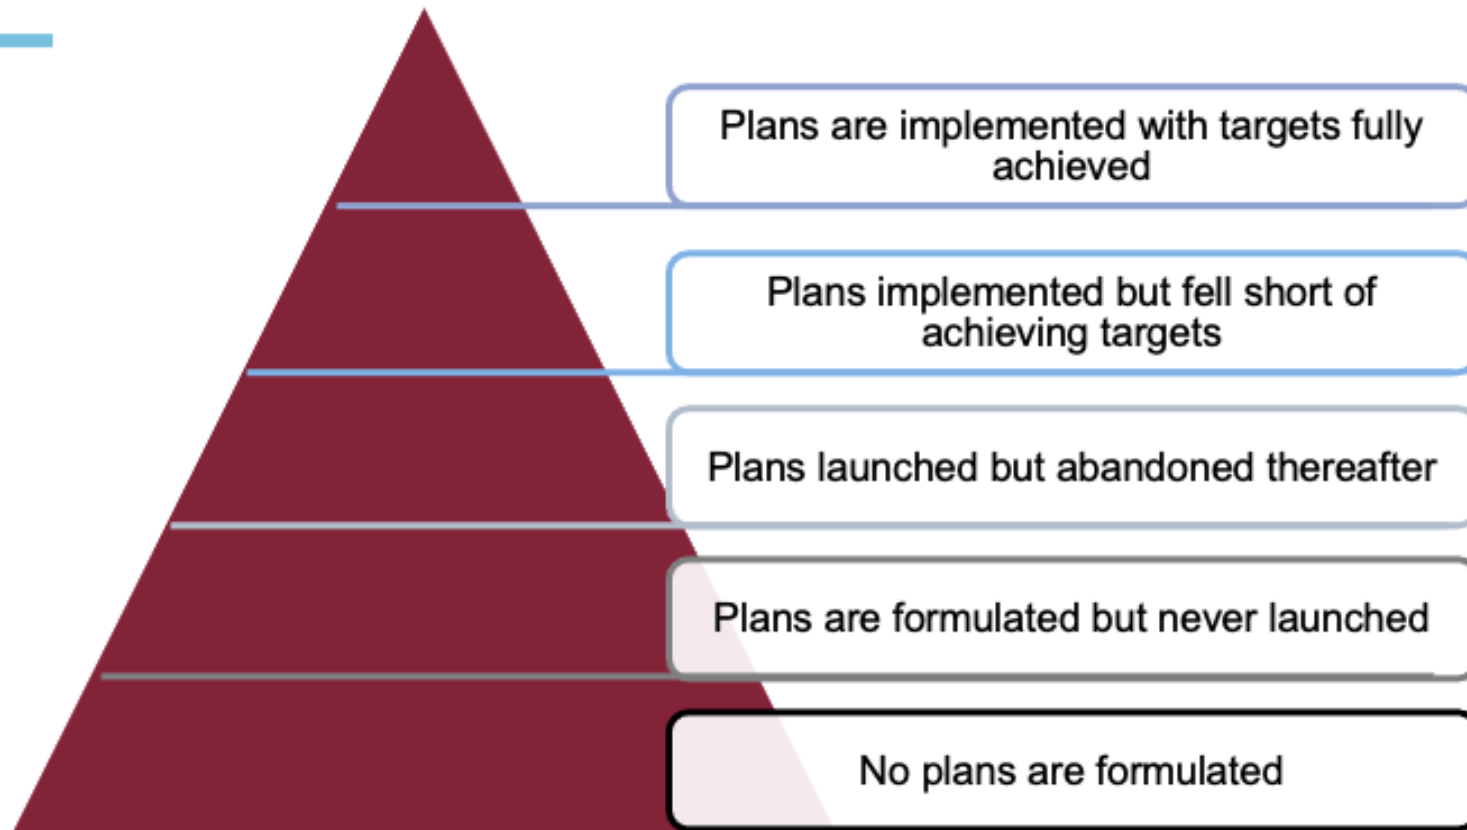 Plans are implemented with targets fully
achieved
Plans implemented but fell short of
achieving targets
Plans launched but abandoned thereafter
Plans are formulated but never launched
No plans are formulated